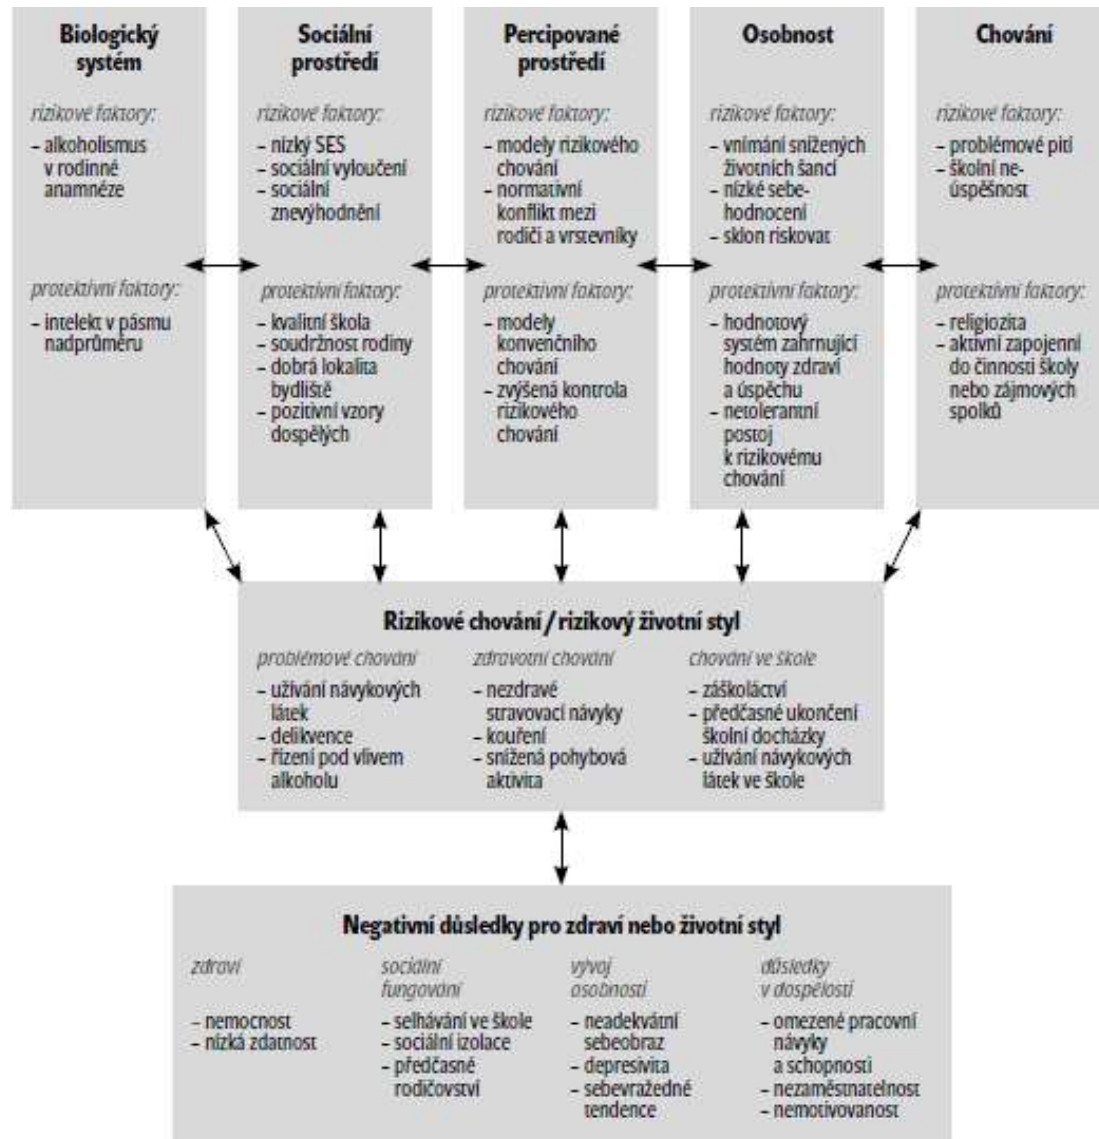 Biologický
systém
rizikové faktory:
– alkoholismus
v rodinné
anamnéze
protektivní faktory:
– intelekt v pásmu
nadprůměru
Sociální
prostředí
rizikové faktory:
– nízký SES
– sociální vyloučení
– sociální
znevýhodnění
protektivní faktory:
– kvalitní škola
– soudržnost rodiny
– dobrá lokalita
bydliště
– pozitivní vzory
dospělých
Percipované
prostředí
rizikové faktory:
– modely rizikového
chování
– normativní
konflikt mezi
rodiči a vrstevníky
protektivní faktory:
– modely
konvenčního
chování
– zvýšená kontrola
rizikového
chování
Osobnost
rizikové faktory:
– vnímání snížených
životních šancí
– nízké sebe-
hodnocení
– sklon riskovat
protektivní faktory:
– hodnotový
systém zahrnující
hodnoty zdraví
a úspěchu
– netolerantní
postoj
k rizikovému
chování
Chování
rizikové faktory:
– problémové pití
– školní ne-
úspěšnost
protektivní faktory:
– religiozita
– aktivní zapojenní
do činnosti školy
nebo zájmových
spolků
Rizikové chování / rizikový životní styl
problémové chování
– užívání návykových
látek
– delikvence
– řízení pod vlivem
alkoholu
zdravotní chování
– nezdravé
stravovací návyky
– kouření
– snížená pohybová
aktivita
chování ve škole
– záškoláctví
– předčasné ukončení
školní docházky
– užívání návykových
látek ve škole
Negativní důsledky pro zdraví nebo životní styl
zdraví
– nemocnost
– nízká zdatnost
sociální
fungování
– selhávání ve škole
– sociální izolace
– předčasné
rodičovství
vývoj
osobnosti
– neadekvátní
sebeobraz
– depresivita
– sebevražedné
tendence
důsledky
v dospělosti
– omezené pracovní
návyky
a schopnosti
– nezaměstnatelnost
– nemotivovanost